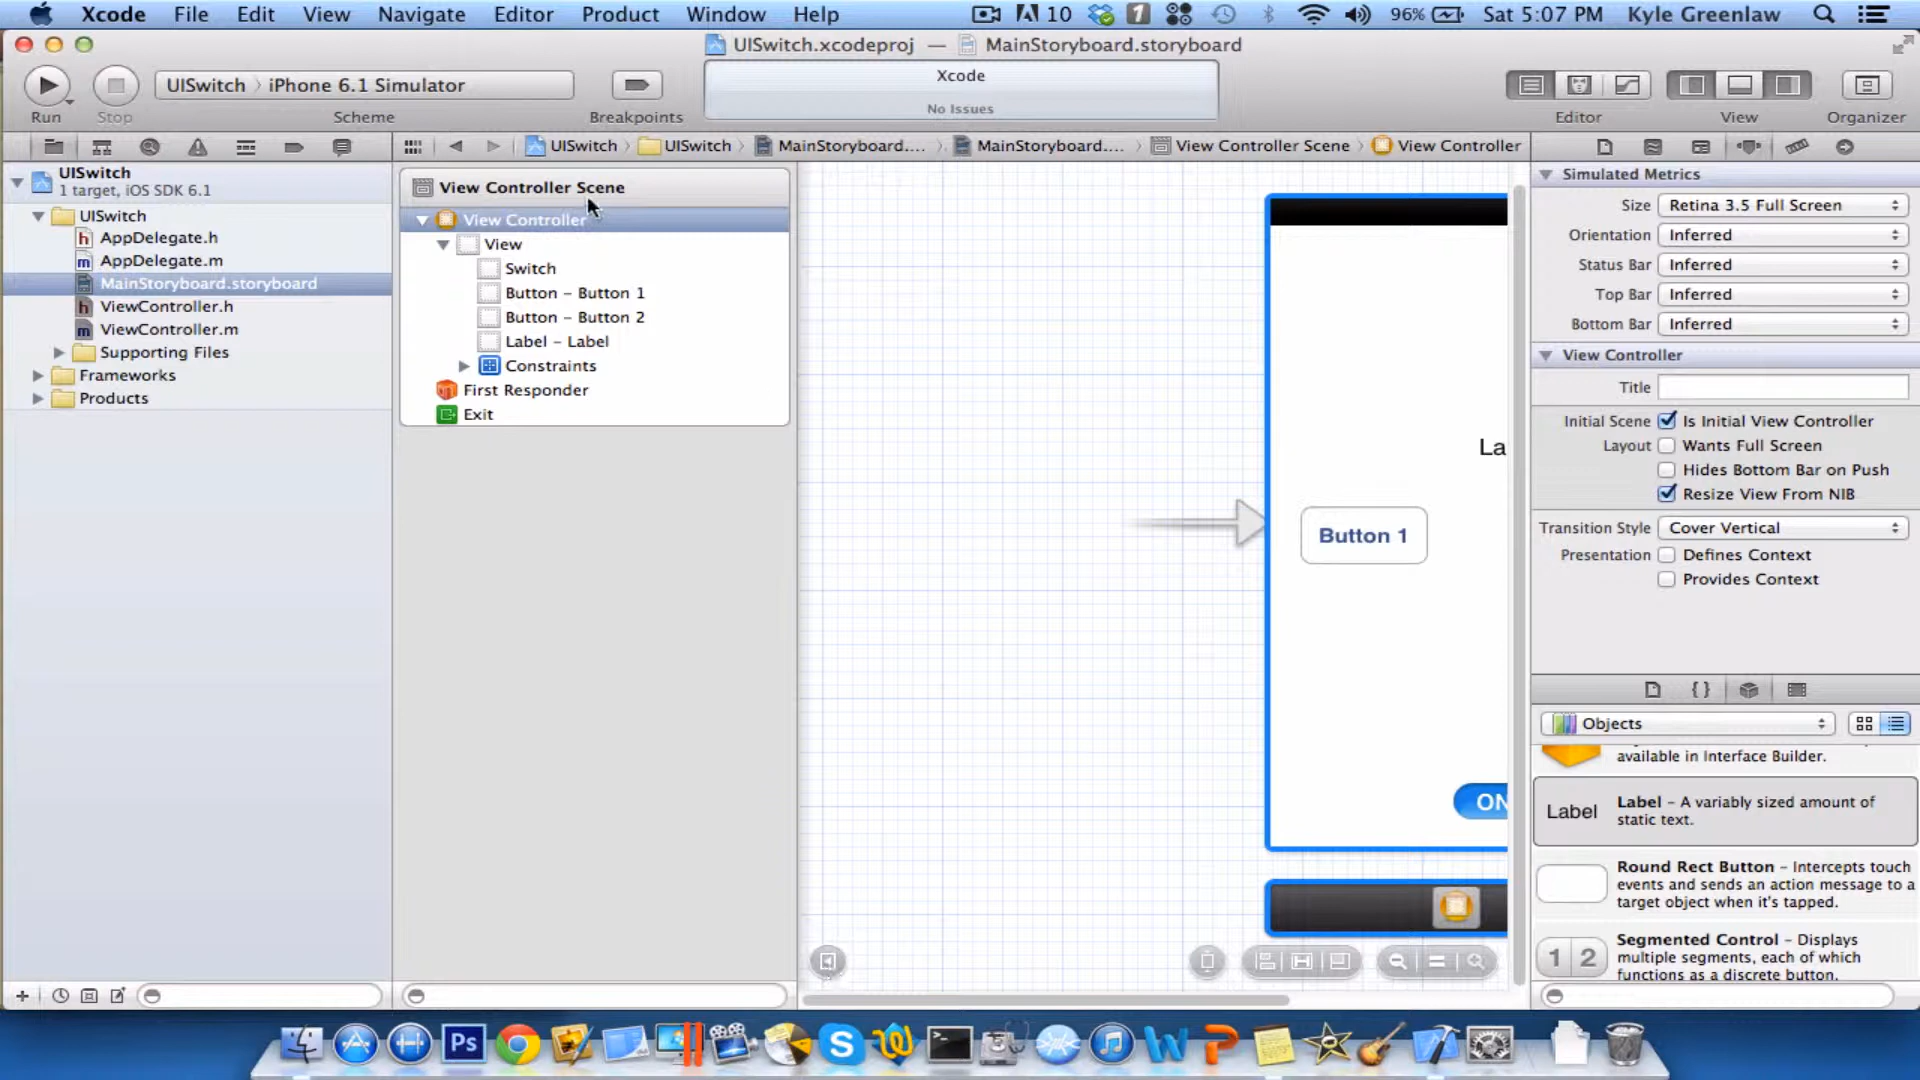 Xcode File Edit View Navigate Editor Product Window Help 10 1 96% Sat 5:07 PM Kyle Greenlaw
UISwitch.xcodeproj — MainStoryboard.storyboard
UISwitch iPhone 6.1 Simulator
Xcode
No Issues
Run Stop Scheme Breakpoints Editor View Organizer
UISwitch UISwitch MainStoryboard.... MainStoryboard.... View Controller Scene View Controller
UISwitch
1 target, iOS SDK 6.1
UISwitch
h AppDelegate.h
m AppDelegate.m
MainStoryboard.storyboard
h ViewController.h
m ViewController.m
Supporting Files
Frameworks
Products
View Controller Scene
View Controller
View
Switch
Button – Button 1
Button – Button 2
Label – Label
Constraints
First Responder
Exit
La
Button 1
ON
Simulated Metrics
Size Retina 3.5 Full Screen
Orientation Inferred
Status Bar Inferred
Top Bar Inferred
Bottom Bar Inferred
View Controller
Title
Initial Scene Is Initial View Controller
Layout Wants Full Screen
Hides Bottom Bar on Push
Resize View From NIB
Transition Style Cover Vertical
Presentation Defines Context
Provides Context
{ }
Objects
available in Interface Builder.
Label Label – A variably sized amount of
static text.
Round Rect Button – Intercepts touch
events and sends an action message to a
target object when it's tapped.
1 2 Segmented Control – Displays
multiple segments, each of which
functions as a discrete button.
Ps S W P